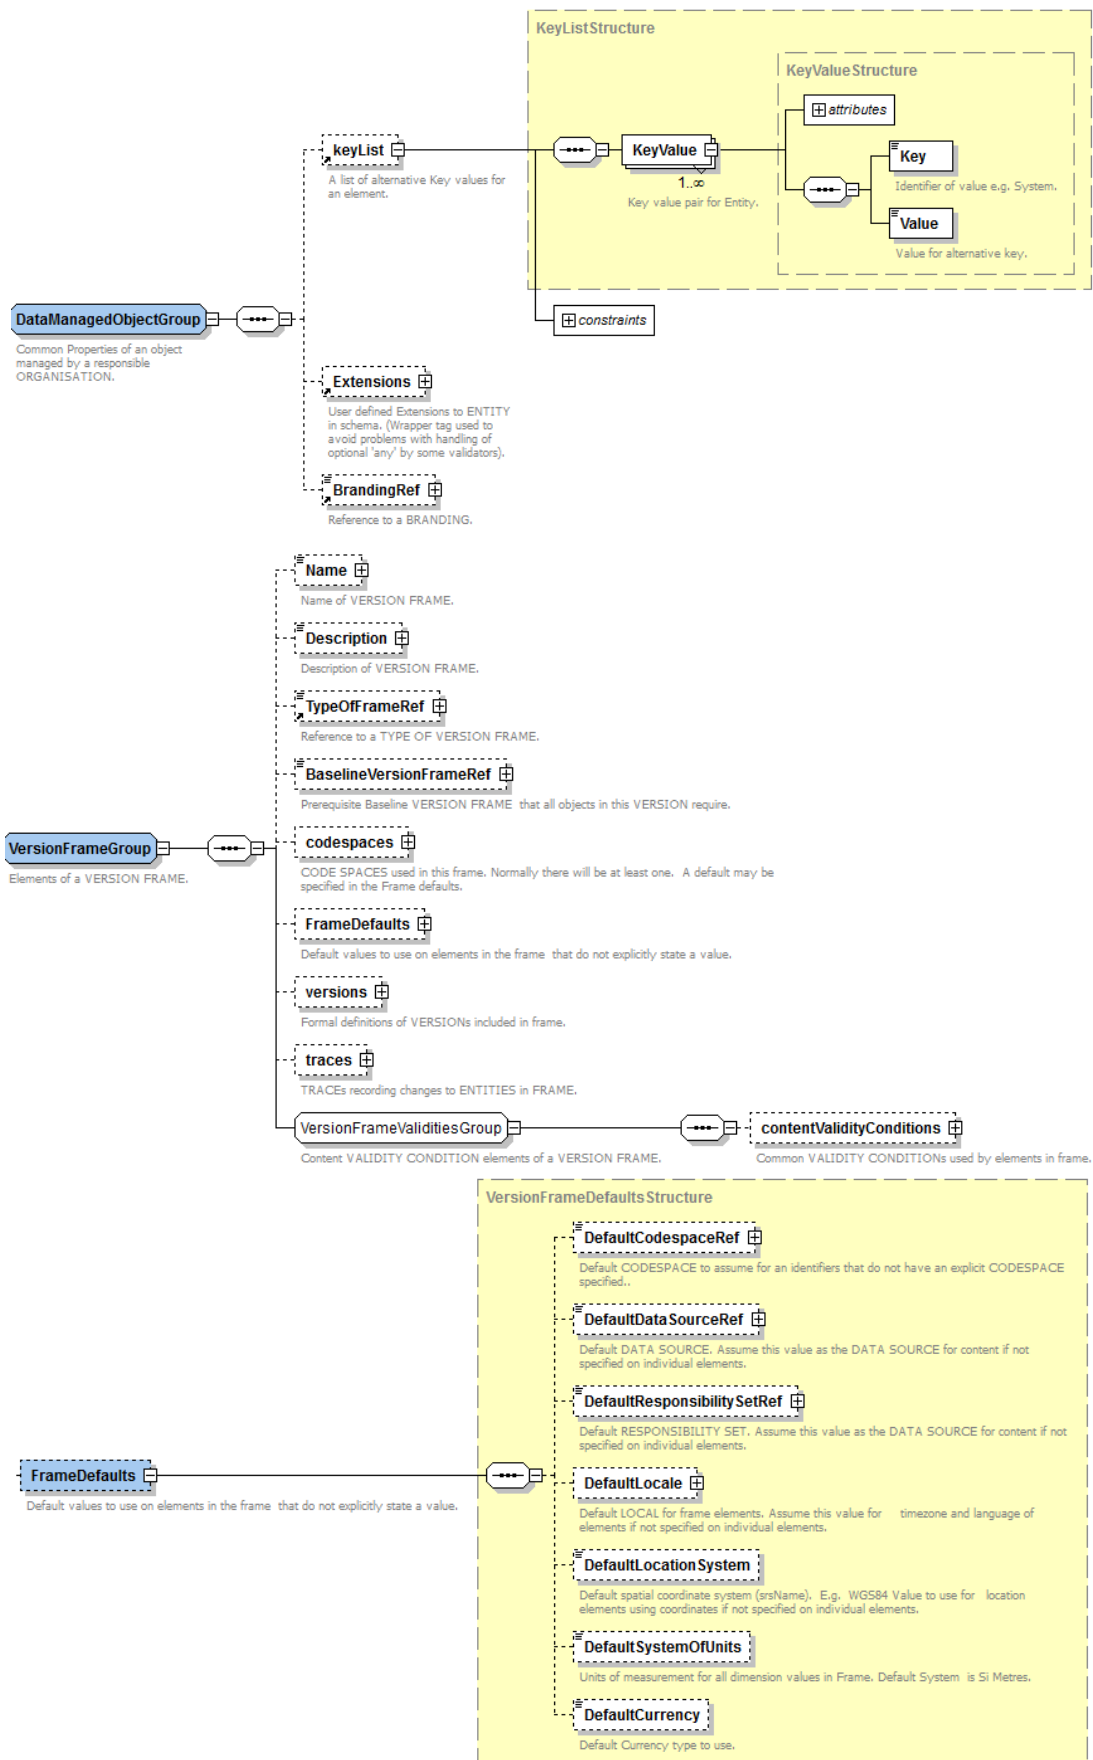 KeyListStructure
KeyValueStructure
attributes
keyList
KeyValue
Key
A list of alternative Key values for
an element.
1..∞
Identifier of value e.g. System.
Key value pair for Entity.
Value
Value for alternative key.
DataManagedObjectGroup
constraints
Common Properties of an object
managed by a responsible
ORGANISATION.
Extensions
User defined Extensions to ENTITY
in schema. (Wrapper tag used to
avoid problems with handling of
optional 'any' by some validators).
BrandingRef
Reference to a BRANDING.
Name
Name of VERSION FRAME.
Description
Description of VERSION FRAME.
TypeOfFrameRef
Reference to a TYPE OF VERSION FRAME.
BaselineVersionFrameRef
Prerequisite Baseline VERSION FRAME that all objects in this VERSION require.
VersionFrameGroup
Elements of a VERSION FRAME.
codespaces
CODE SPACES used in this frame. Normally there will be at least one. A default may be
specified in the Frame defaults.
FrameDefaults
Default values to use on elements in the frame that do not explicitly state a value.
versions
Formal definitions of VERSIONs included in frame.
traces
TRACEs recording changes to ENTITIES in FRAME.
VersionFrameValiditiesGroup
contentValidityConditions
Content VALIDITY CONDITION elements of a VERSION FRAME.
Common VALIDITY CONDITIONs used by elements in frame.
VersionFrameDefaultsStructure
DefaultCodespaceRef
Default CODESPACE to assume for an identifiers that do not have an explicit CODESPACE
specified..
DefaultDataSourceRef
Default DATA SOURCE. Assume this value as the DATA SOURCE for content if not
specified on individual elements.
DefaultResponsibilitySetRef
Default RESPONSIBILITY SET. Assume this value as the DATA SOURCE for content if not
specified on individual elements.
FrameDefaults
Default values to use on elements in the frame that do not explicitly state a value.
DefaultLocale
Default LOCAL for frame elements. Assume this value for timezone and language of
elements if not specified on individual elements.
DefaultLocationSystem
Default spatial coordinate system (srsName). E.g. WGS84 Value to use for location
elements using coordinates if not specified on individual elements.
DefaultSystemOfUnits
Units of measurement for all dimension values in Frame. Default System is Si Metres.
DefaultCurrency
Default Currency type to use.